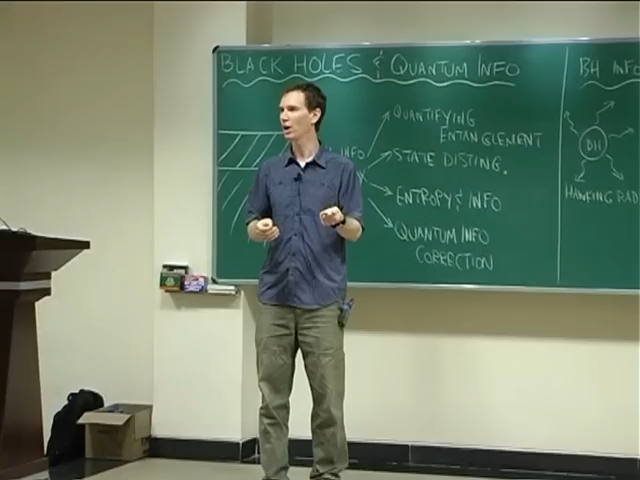 BLACK HOLES & QUANTUM INFO
INFO
QUANTIFYING
ENTANGLEMENT
STATE DISTING.
ENTROPY & INFO
QUANTUM INFO
CORRECTION
BH INFO
BH
HAWKING RAD